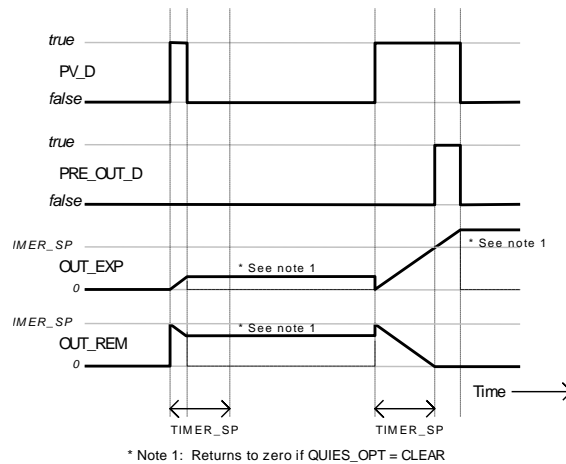 true
PV_D
false
true
PRE_OUT_D
false
IMER_SP
* See note 1
OUT_EXP
* See note 1
0
IMER_SP
* See note 1
OUT_REM
0
Time
TIMER_SP
TIMER_SP
* Note 1: Returns to zero if QUIES_OPT = CLEAR